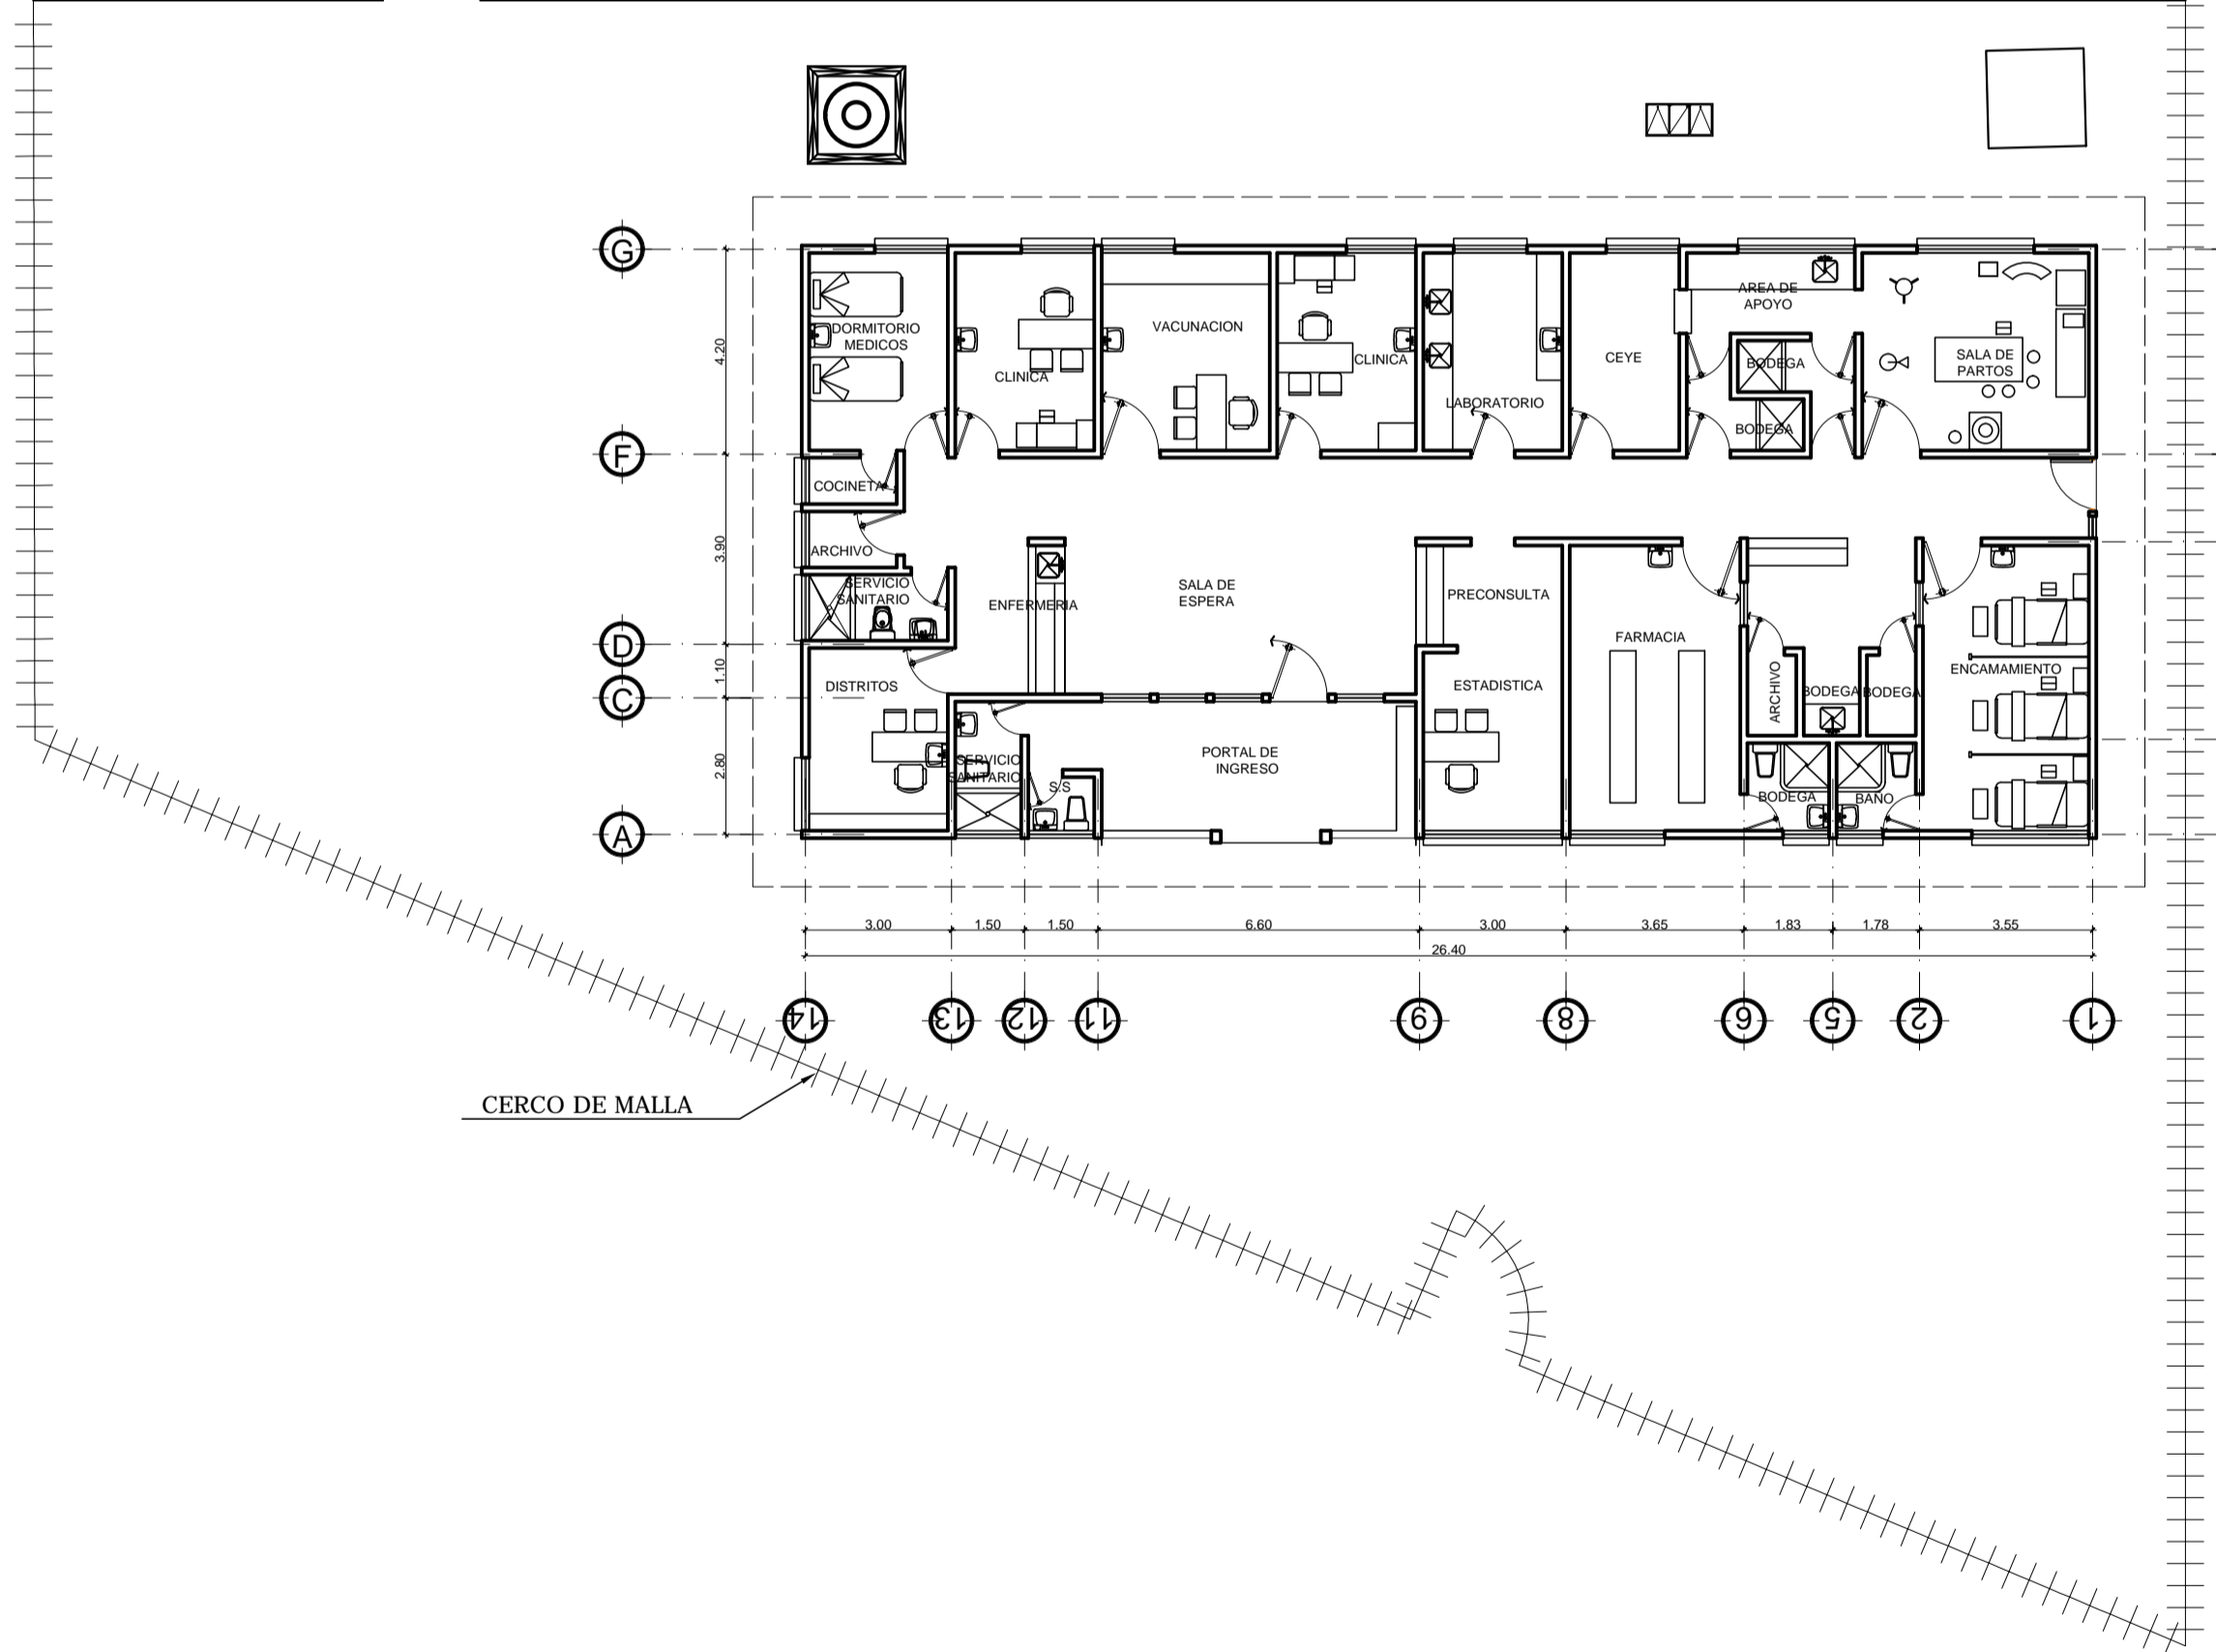 G
DORMITORIO
MEDICOS
CLINICA
VACUNACION
CLINICA
LABORATORIO
CEYE
AREA DE
APOYO
BODEGA
BODEGA
SALA DE
PARTOS
4.20
F
COCINETA
ARCHIVO
SERVICIO
SANITARIO
3.90
ENFERMERIA
SALA DE
ESPERA
PRECONSULTA
FARMACIA
D
1.10
C
DISTRITOS
ESTADISTICA
ARCHIVO
BODEGA
BODEGA
ENCAMAMIENTO
2.80
SERVICIO
SANITARIO
S.S
PORTAL DE
INGRESO
BODEGA
BANO
A
3.00
1.50
1.50
6.60
3.00
3.65
1.83
1.78
3.55
26.40
14
13
12
11
9
8
6
5
2
1
CERCO DE MALLA